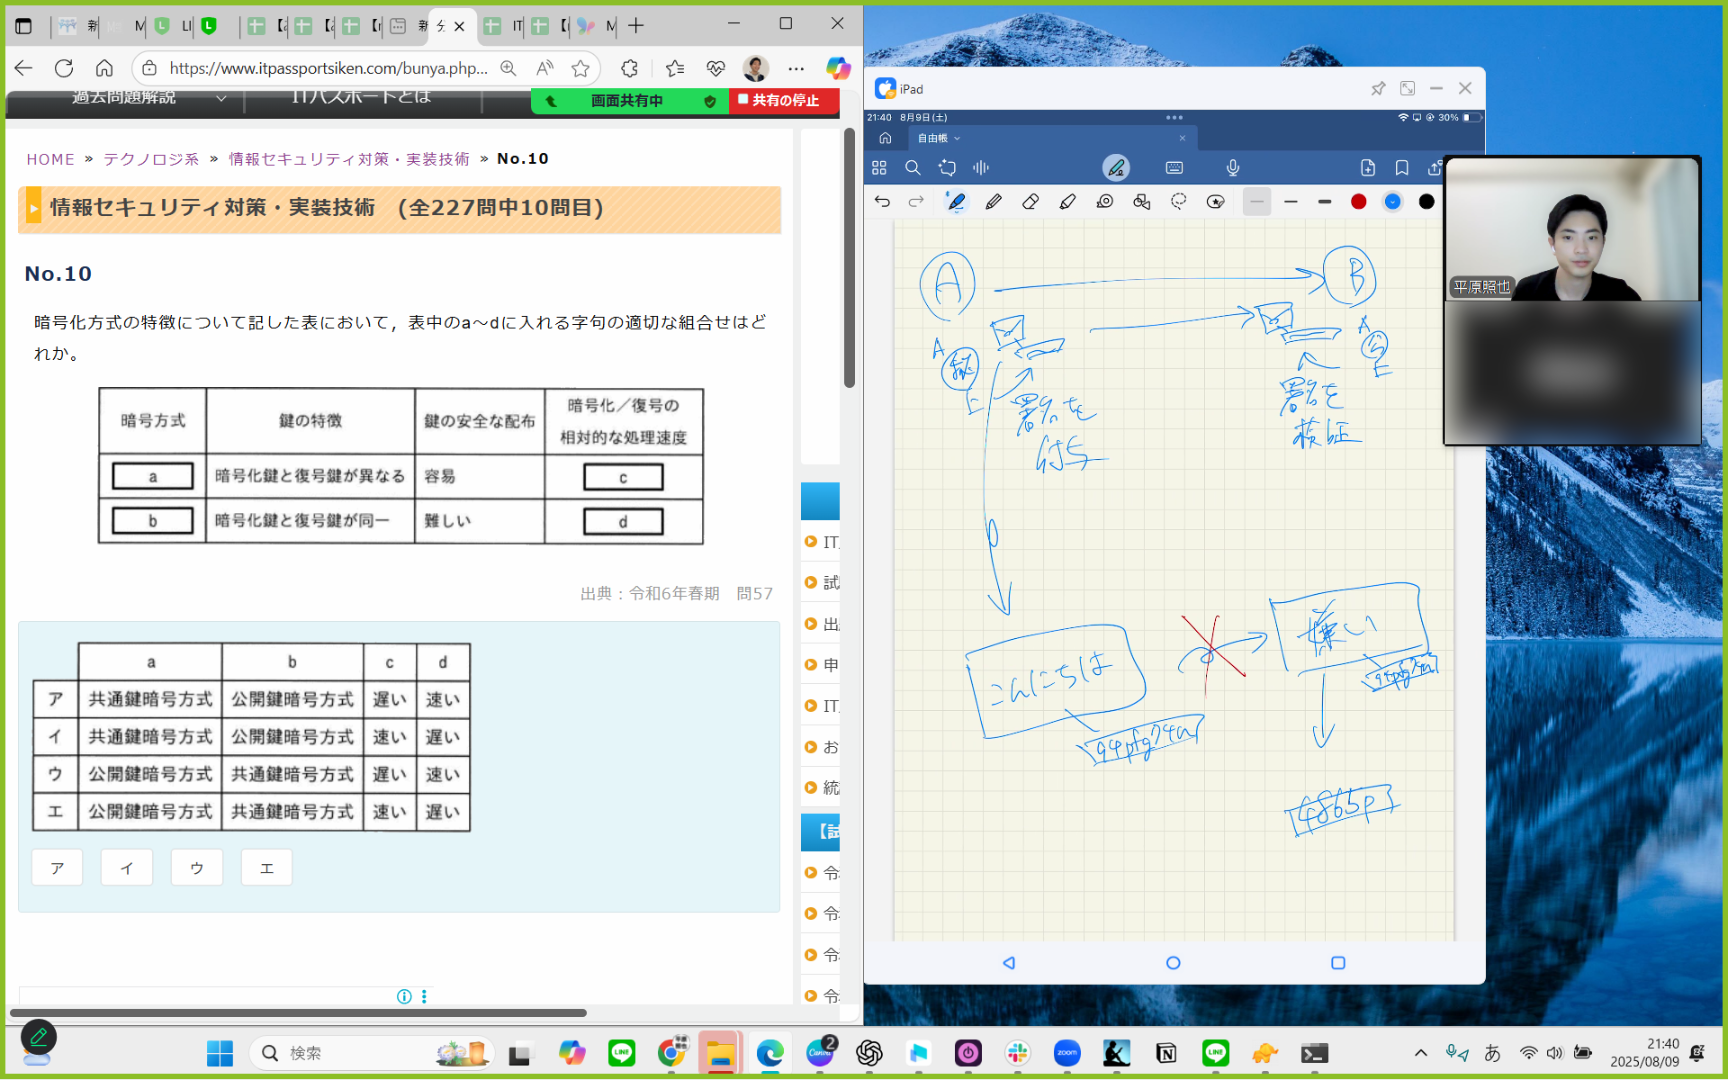 https://www.itpassportsiken.com/bunya.php...
過去問題解説
ITパスポートとは
画面共有中
共有の停止
HOME » テクノロジ系 » 情報セキュリティ対策・実装技術 » No.10
情報セキュリティ対策・実装技術 (全227問中10問目)
No.10
暗号化方式の特徴について記した表において，表中のa～dに入れる字句の適切な組合せはど
れか。
暗号方式 鍵の特徴 鍵の安全な配布 暗号化／復号の
相対的な処理速度
a 暗号化鍵と復号鍵が異なる 容易 c
b 暗号化鍵と復号鍵が同一 難しい d
出典：令和6年春期 問57
a b c d
ア 共通鍵暗号方式 公開鍵暗号方式 遅い 速い
イ 共通鍵暗号方式 公開鍵暗号方式 速い 遅い
ウ 公開鍵暗号方式 共通鍵暗号方式 遅い 速い
エ 公開鍵暗号方式 共通鍵暗号方式 速い 遅い
ア イ ウ エ
IT
試
出
申
IT
お
統
【試
令
令
令
令
iPad
21:40 8月9日(土)
30%
自由帳
A
B
A
A
署名を
付与
署名を
検証
こんにちは
嫌い
平原照也
検索
LINE
Canva
2
zoom
LINE
あ
21:40
2025/08/09